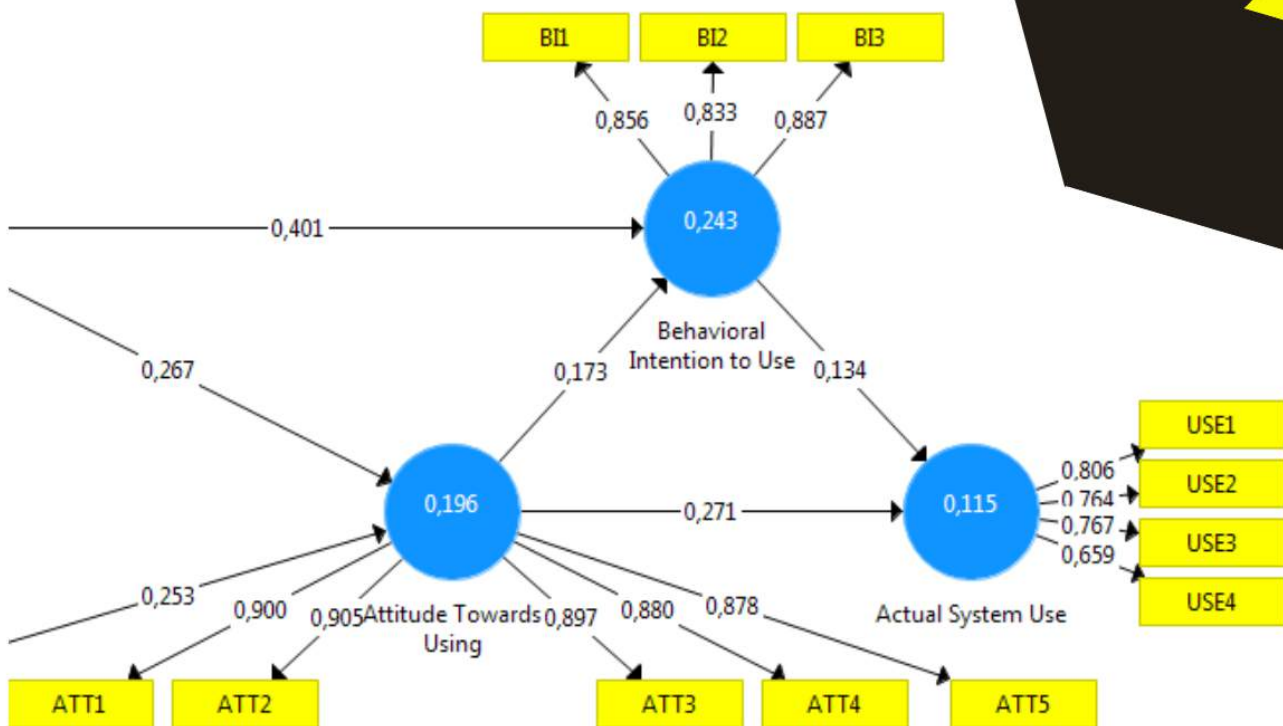 BI1 BI2 BI3
0,856 0,833 0,887
0,243
0,401
Behavioral
Intention to Use
0,267
0,173
0,134
USE1
0,806
USE2
0,764
0,196
0,271
0,115
0,767
USE3
0,659
USE4
0,253
0,900
0,905
Attitude Towards
Using
0,897
0,880
0,878
Actual System Use
ATT1 ATT2 ATT3 ATT4 ATT5